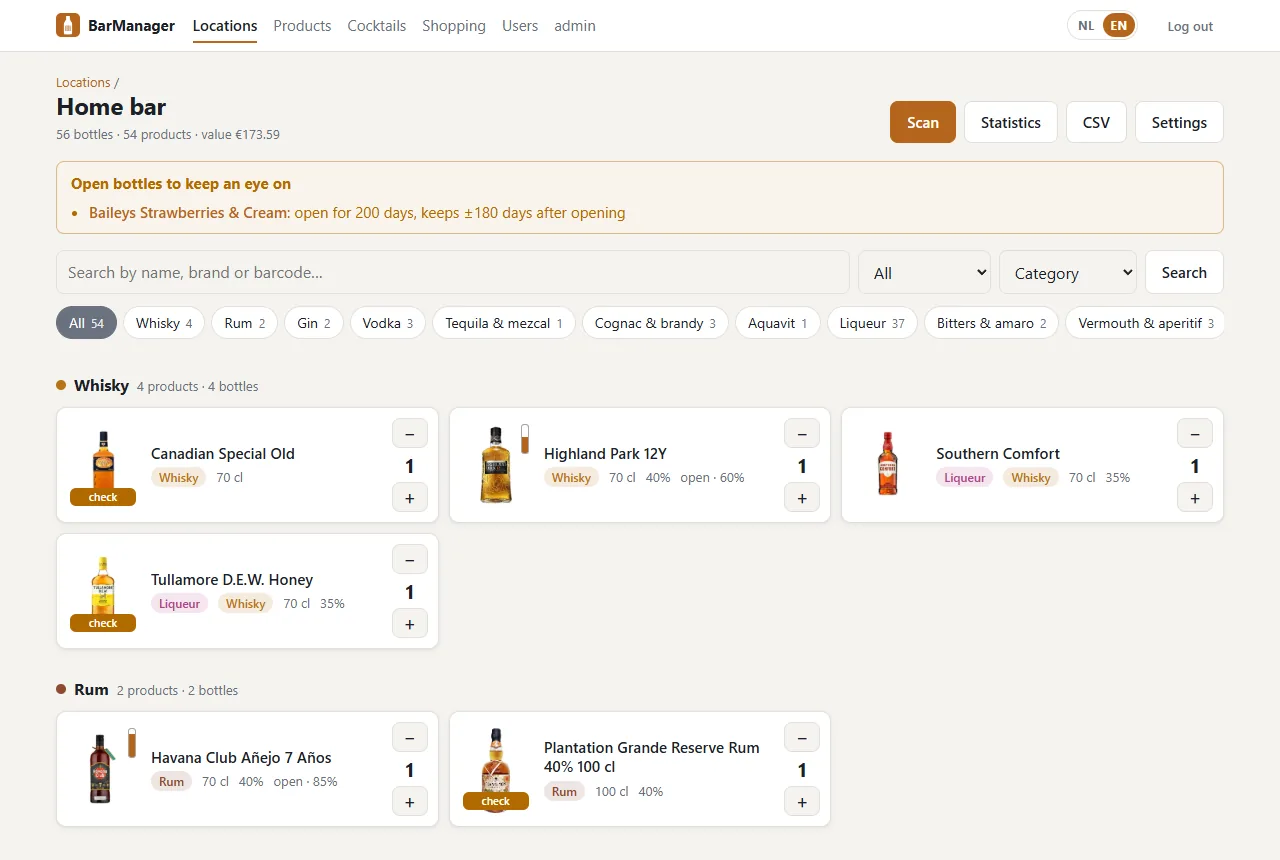 BarManager Locations Products Cocktails Shopping Users admin NL EN Log out
Locations /
Home bar
56 bottles · 54 products · value €173.59
Scan Statistics CSV Settings
Open bottles to keep an eye on
• Baileys Strawberries & Cream: open for 200 days, keeps ±180 days after opening
Search by name, brand or barcode... All Category Search
All 54 Whisky 4 Rum 2 Gin 2 Vodka 3 Tequila & mezcal 1 Cognac & brandy 3 Aquavit 1 Liqueur 37 Bitters & amaro 2 Vermouth & aperitif 3
Whisky 4 products · 4 bottles
Canadian Special Old
Whisky 70 cl
check
− 1 +
Highland Park 12Y
Whisky 70 cl 40% open · 60%
− 1 +
Southern Comfort
Liqueur Whisky 70 cl 35%
− 1 +
Tullamore D.E.W. Honey
Liqueur Whisky 70 cl 35%
check
− 1 +
Rum 2 products · 2 bottles
Havana Club Añejo 7 Años
Rum 70 cl 40% open · 85%
− 1 +
Plantation Grande Reserve Rum
40% 100 cl
Rum 100 cl 40%
check
− 1 +